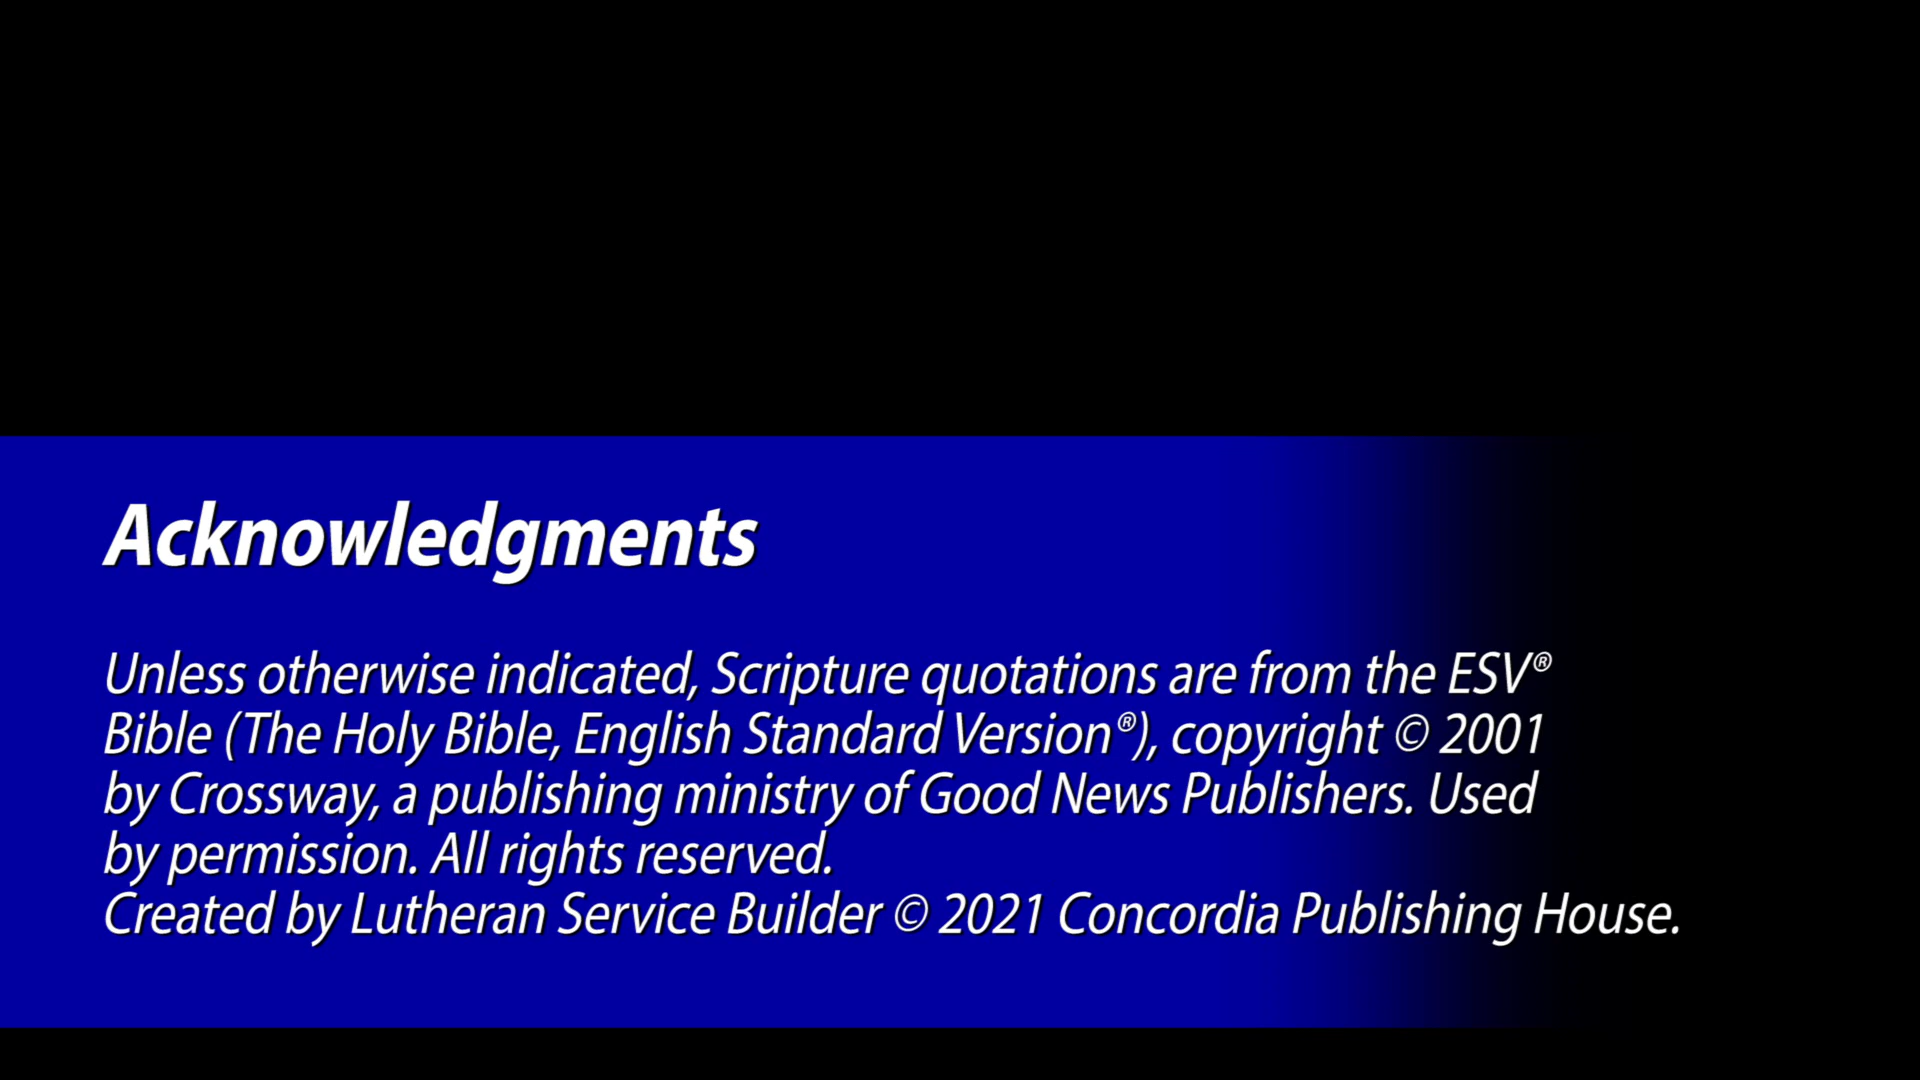 Acknowledgments
Unless otherwise indicated, Scripture quotations are from the ESV®
Bible (The Holy Bible, English Standard Version®), copyright © 2001
by Crossway, a publishing ministry of Good News Publishers. Used
by permission. All rights reserved.
Created by Lutheran Service Builder © 2021 Concordia Publishing House.